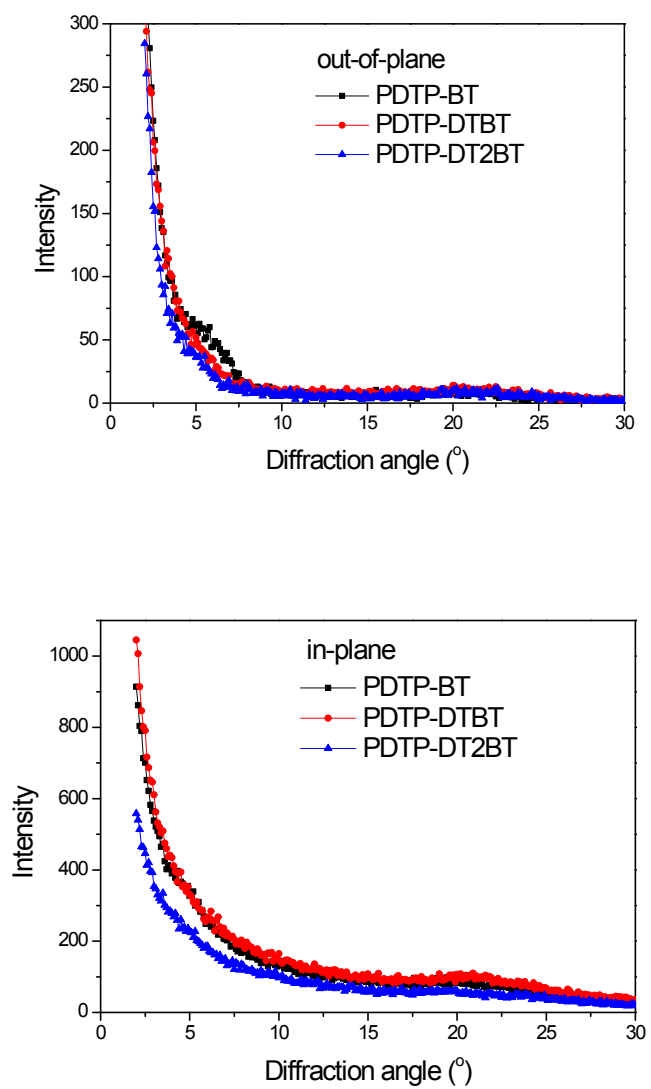 300
250
200
150
100
50
0
Intensity
out-of-plane
PDTP-BT
PDTP-DTBT
PDTP-DT2BT
0 5 10 15 20 25 30
Diffraction angle (°)
1000
800
600
400
200
0
Intensity
in-plane
PDTP-BT
PDTP-DTBT
PDTP-DT2BT
0 5 10 15 20 25 30
Diffraction angle (°)